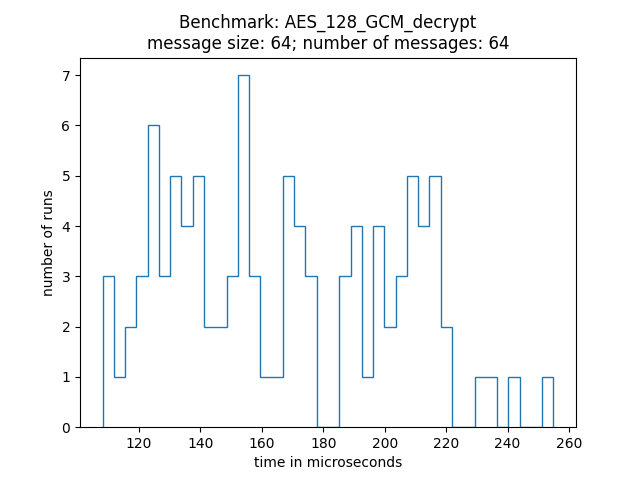 Benchmark: AES_128_GCM_decrypt
message size: 64; number of messages: 64
7
6
5
4
3
2
1
0
number of runs
120 140 160 180 200 220 240 260
time in microseconds